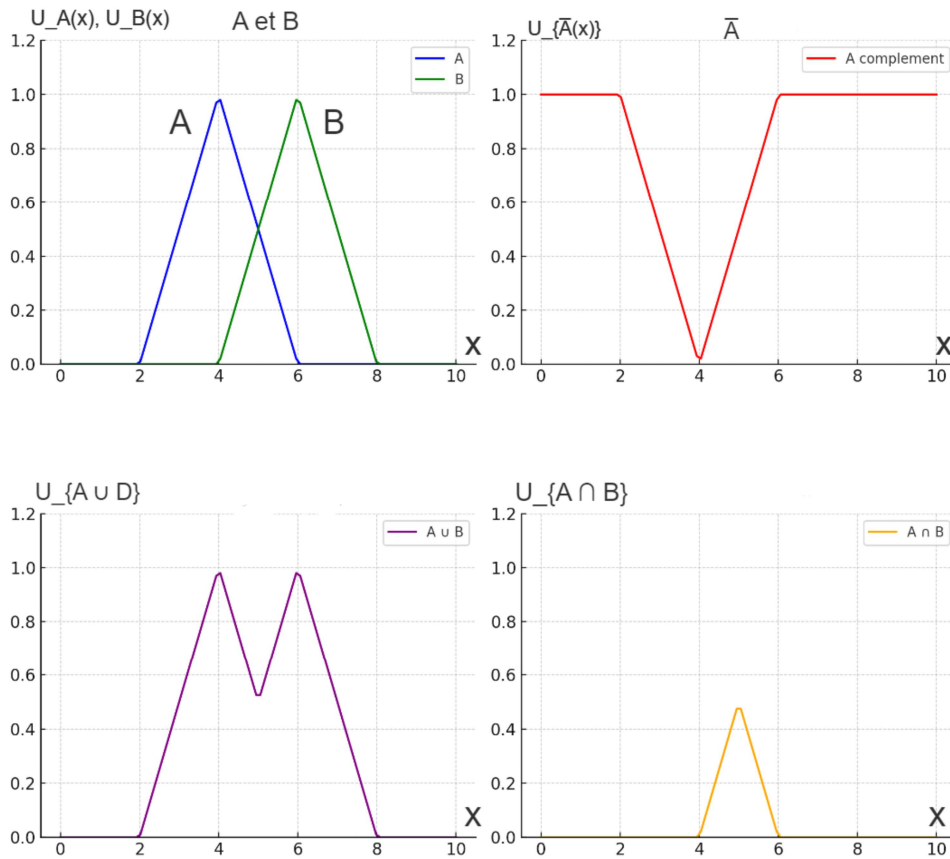 U_A(x), U_B(x)
A et B
1.2
1.0
0.8
0.6
0.4
0.2
0.0
0 2 4 6 8 10
A
B
A
B
X
U_{A̅(x)}
A̅
1.2
1.0
0.8
0.6
0.4
0.2
0.0
0 2 4 6 8 10
A complement
X
U_{A ∪ D}
1.2
1.0
0.8
0.6
0.4
0.2
0.0
0 2 4 6 8 10
A ∪ B
X
U_{A ∩ B}
1.2
1.0
0.8
0.6
0.4
0.2
0.0
0 2 4 6 8 10
A ∩ B
X